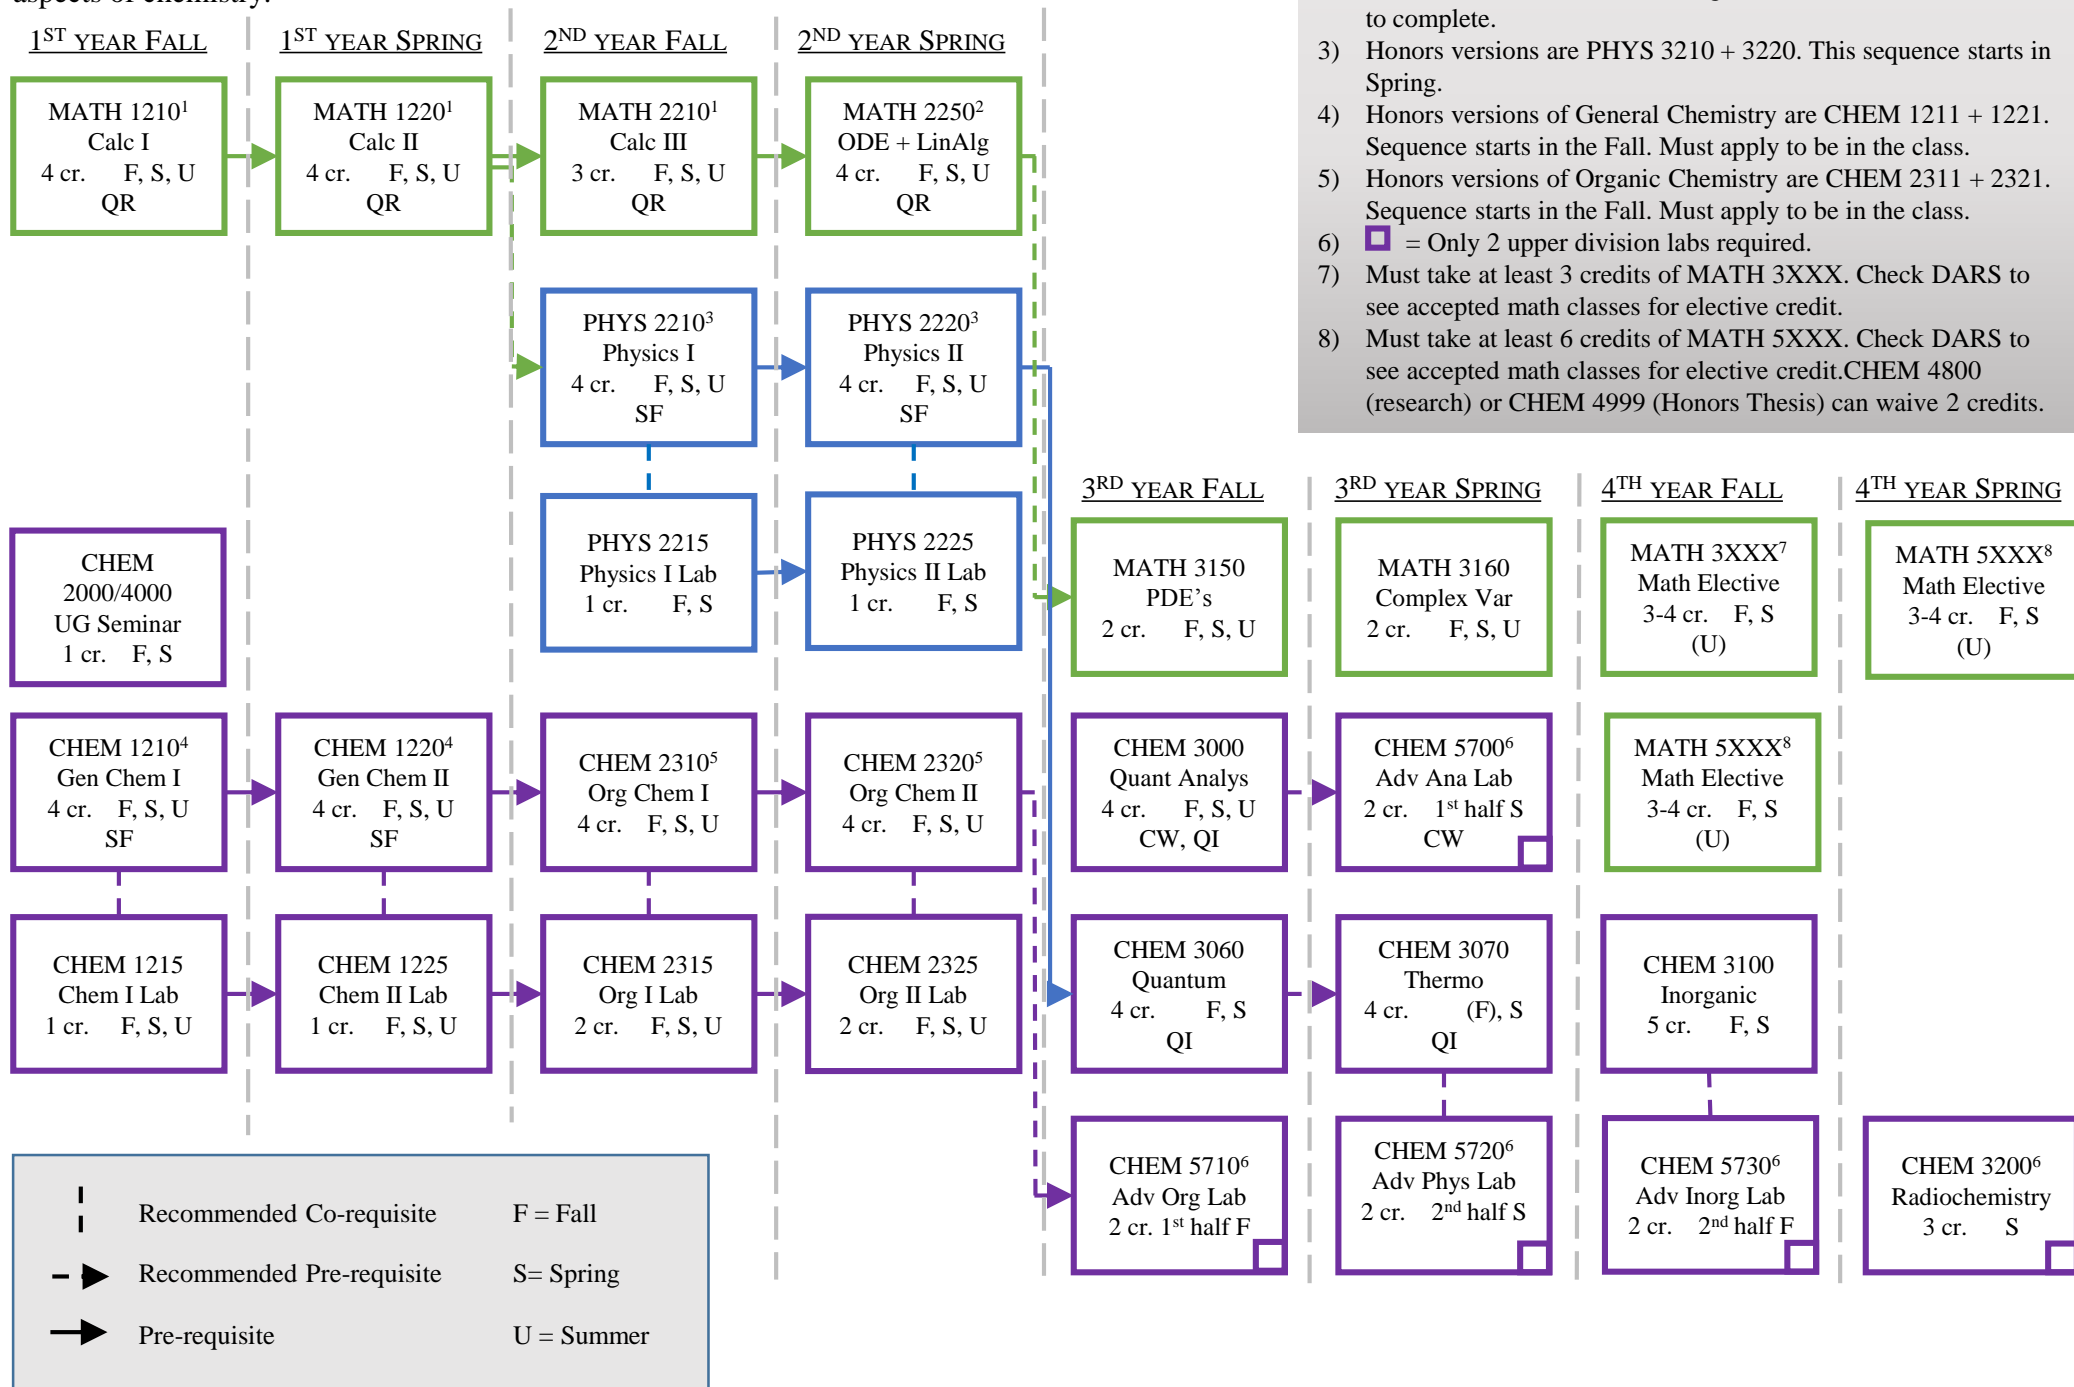 aspects of chemistry.
to complete.
3) Honors versions are PHYS 3210 + 3220. This sequence starts in
Spring.
4) Honors versions of General Chemistry are CHEM 1211 + 1221.
Sequence starts in the Fall. Must apply to be in the class.
5) Honors versions of Organic Chemistry are CHEM 2311 + 2321.
Sequence starts in the Fall. Must apply to be in the class.
6) = Only 2 upper division labs required.
7) Must take at least 3 credits of MATH 3XXX. Check DARS to
see accepted math classes for elective credit.
8) Must take at least 6 credits of MATH 5XXX. Check DARS to
see accepted math classes for elective credit.CHEM 4800
(research) or CHEM 4999 (Honors Thesis) can waive 2 credits.
1ST YEAR FALL
MATH 1210¹
Calc I
4 cr. F, S, U
QR
CHEM
2000/4000
UG Seminar
1 cr. F, S
CHEM 1210⁴
Gen Chem I
4 cr. F, S, U
SF
CHEM 1215
Chem I Lab
1 cr. F, S, U
1ST YEAR SPRING
MATH 1220¹
Calc II
4 cr. F, S, U
QR
CHEM 1220⁴
Gen Chem II
4 cr. F, S, U
SF
CHEM 1225
Chem II Lab
1 cr. F, S, U
2ND YEAR FALL
MATH 2210¹
Calc III
3 cr. F, S, U
QR
PHYS 2210³
Physics I
4 cr. F, S, U
SF
PHYS 2215
Physics I Lab
1 cr. F, S
CHEM 2310⁵
Org Chem I
4 cr. F, S, U
CHEM 2315
Org I Lab
2 cr. F, S, U
2ND YEAR SPRING
MATH 2250²
ODE + LinAlg
4 cr. F, S, U
QR
PHYS 2220³
Physics II
4 cr. F, S, U
SF
PHYS 2225
Physics II Lab
1 cr. F, S
CHEM 2320⁵
Org Chem II
4 cr. F, S, U
CHEM 2325
Org II Lab
2 cr. F, S, U
3RD YEAR FALL
MATH 3150
PDE’s
2 cr. F, S, U
CHEM 3000
Quant Analys
4 cr. F, S, U
CW, QI
CHEM 3060
Quantum
4 cr. F, S
QI
CHEM 5710⁶
Adv Org Lab
2 cr. 1st half F
3RD YEAR SPRING
MATH 3160
Complex Var
2 cr. F, S, U
CHEM 5700⁶
Adv Ana Lab
2 cr. 1st half S
CW
CHEM 3070
Thermo
4 cr. (F), S
QI
CHEM 5720⁶
Adv Phys Lab
2 cr. 2nd half S
4TH YEAR FALL
MATH 3XXX⁷
Math Elective
3-4 cr. F, S
(U)
MATH 5XXX⁸
Math Elective
3-4 cr. F, S
(U)
CHEM 3100
Inorganic
5 cr. F, S
CHEM 5730⁶
Adv Inorg Lab
2 cr. 2nd half F
4TH YEAR SPRING
MATH 5XXX⁸
Math Elective
3-4 cr. F, S
(U)
CHEM 3200⁶
Radiochemistry
3 cr. S
Recommended Co-requisite F = Fall
Recommended Pre-requisite S= Spring
Pre-requisite U = Summer